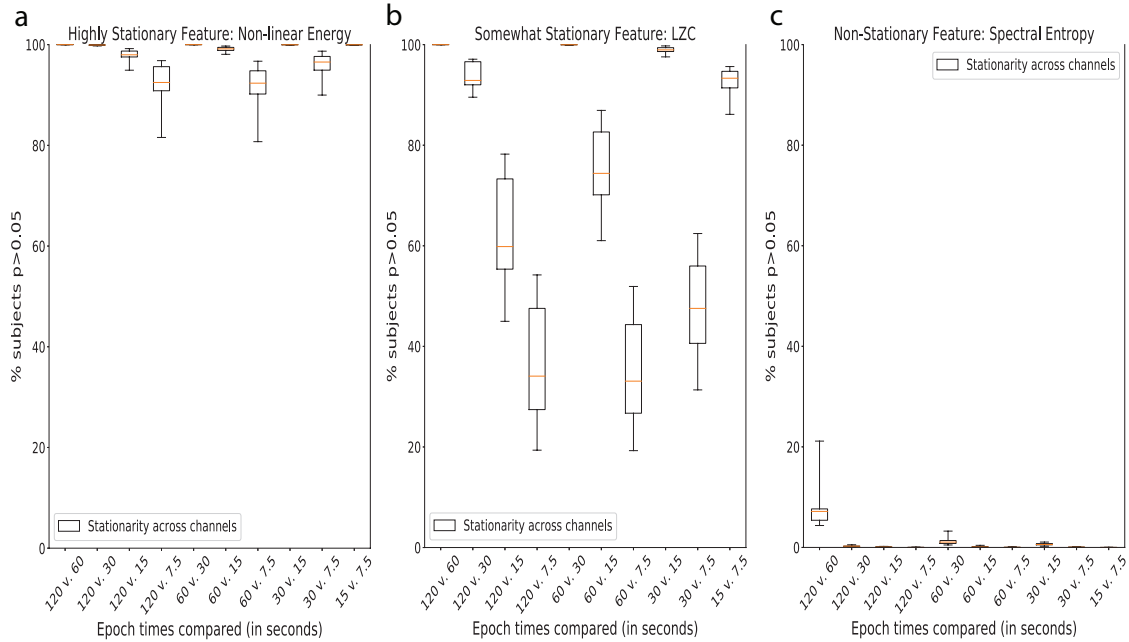 a
Highly Stationary Feature: Non-linear Energy
100
80
60
40
20
0
% subjects p>0.05
Stationarity across channels
120 v. 60
120 v. 30
120 v. 15
120 v. 7.5
60 v. 30
60 v. 15
60 v. 7.5
30 v. 15
30 v. 7.5
15 v. 7.5
Epoch times compared (in seconds)
b
Somewhat Stationary Feature: LZC
100
80
60
40
20
0
% subjects p>0.05
Stationarity across channels
120 v. 60
120 v. 30
120 v. 15
120 v. 7.5
60 v. 30
60 v. 15
60 v. 7.5
30 v. 15
30 v. 7.5
15 v. 7.5
Epoch times compared (in seconds)
c
Non-Stationary Feature: Spectral Entropy
Stationarity across channels
100
80
60
40
20
0
% subjects p>0.05
120 v. 60
120 v. 30
120 v. 15
120 v. 7.5
60 v. 30
60 v. 15
60 v. 7.5
30 v. 15
30 v. 7.5
15 v. 7.5
Epoch times compared (in seconds)